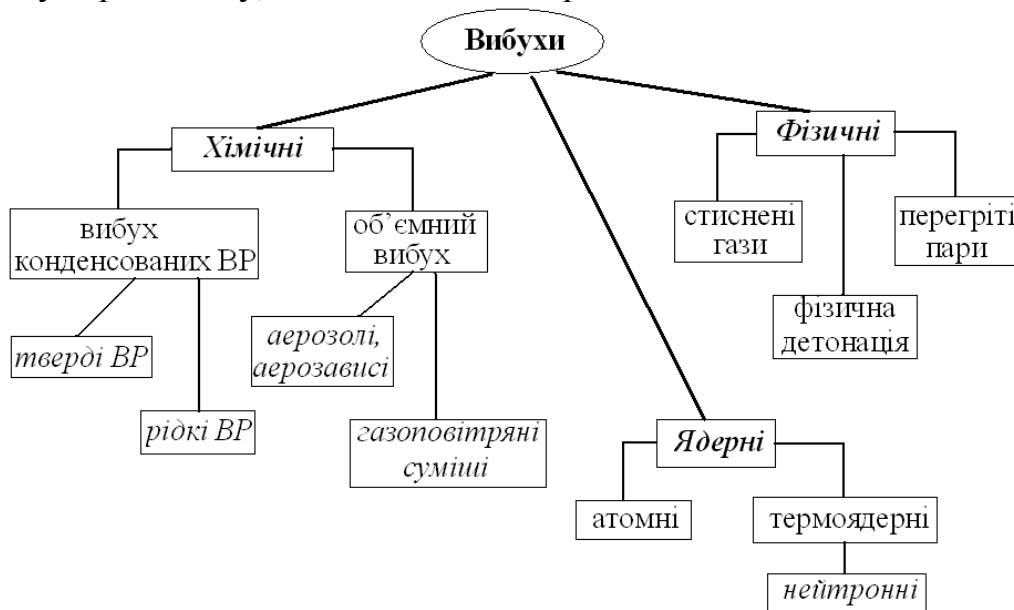 Вибухи
Хімічні
Фізичні
вибух
конденсованих ВР
об’ємний
вибух
стиснені
гази
перегріті
пари
фізична
детонація
тверді ВР
аерозолі,
аерозависі
рідкі ВР
газоповітряні
суміші
Ядерні
атомні
термоядерні
нейтронні